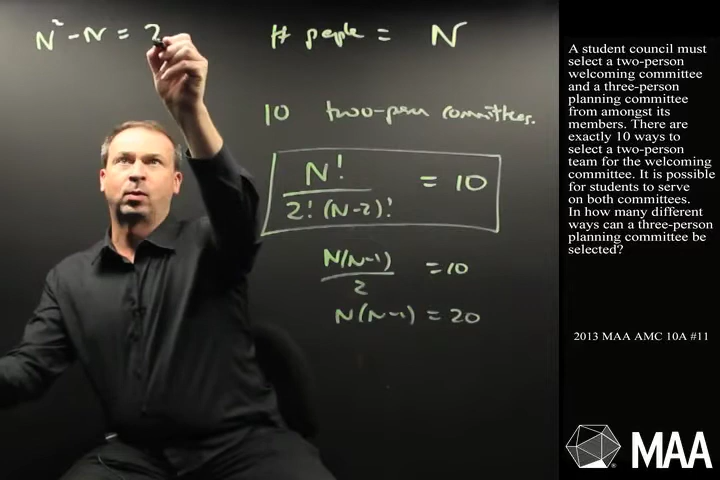 N² - N = 2
# people = N
10 two-person committees.
N!
2! (N-2)!
= 10
N(N-1)
2
= 10
N(N-1) = 20
A student council must
select a two-person
welcoming committee
and a three-person
planning committee
from amongst its
members. There are
exactly 10 ways to
select a two-person
team for the welcoming
committee. It is possible
for students to serve
on both committees.
In how many different
ways can a three-person
planning committee be
selected?
2013 MAA AMC 10A #11
MAA